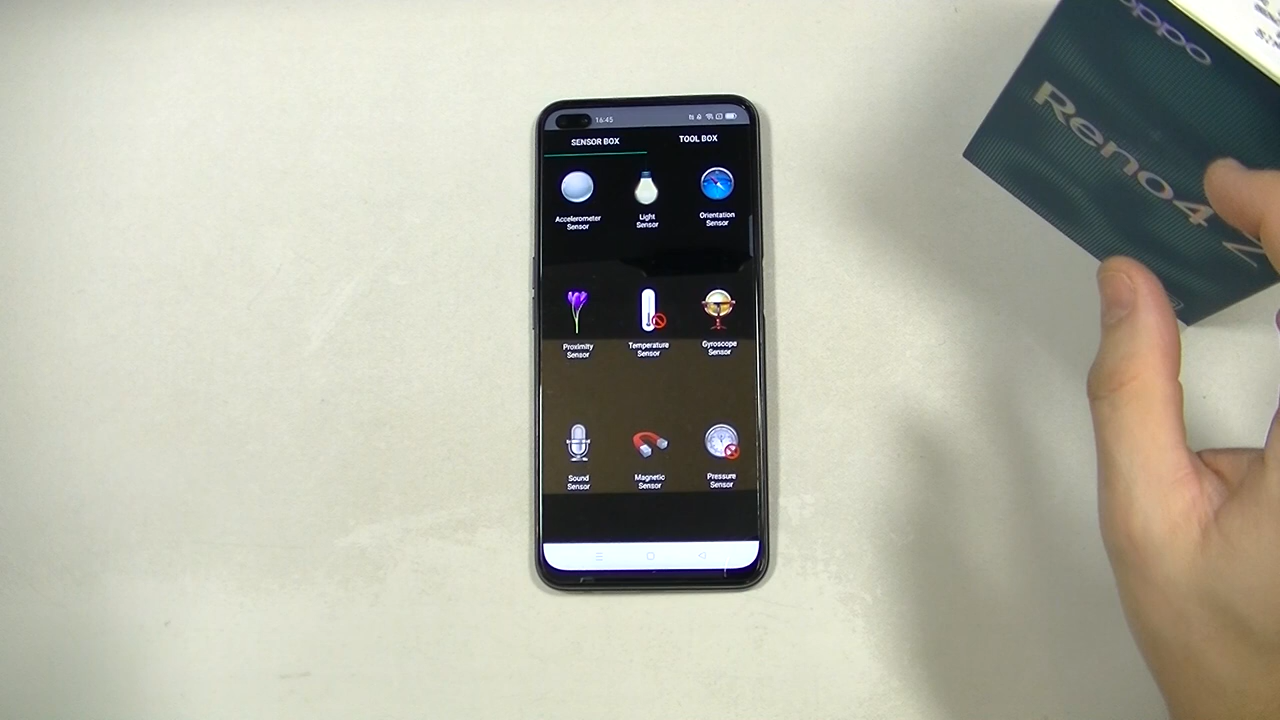 16:45
SENSOR BOX
TOOL BOX
Accelerometer
Sensor
Light
Sensor
Orientation
Sensor
Proximity
Sensor
Temperature
Sensor
Gyroscope
Sensor
Sound
Sensor
Magnetic
Sensor
Pressure
Sensor
oppo
Reno4 Z